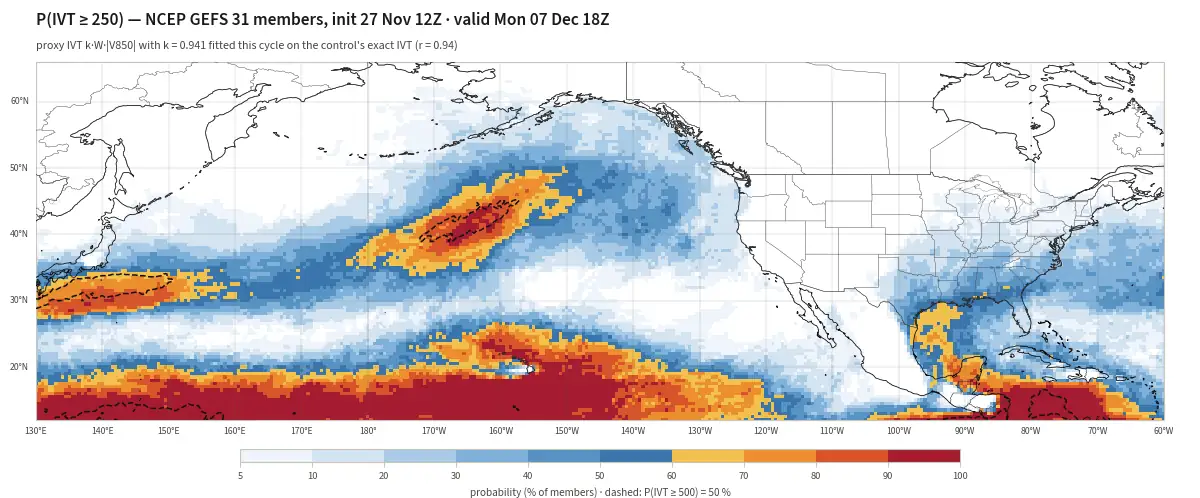 P(IVT ≥ 250) — NCEP GEFS 31 members, init 27 Nov 12Z · valid Mon 07 Dec 18Z
proxy IVT k·W·|V850| with k = 0.941 fitted this cycle on the control's exact IVT (r = 0.94)
60°N
50°N
40°N
30°N
20°N
130°E 140°E 150°E 160°E 170°E 180° 170°W 160°W 150°W 140°W 130°W 120°W 110°W 100°W 90°W 80°W 70°W 60°W
5 10 20 30 40 50 60 70 80 90 100
probability (% of members) · dashed: P(IVT ≥ 500) = 50 %